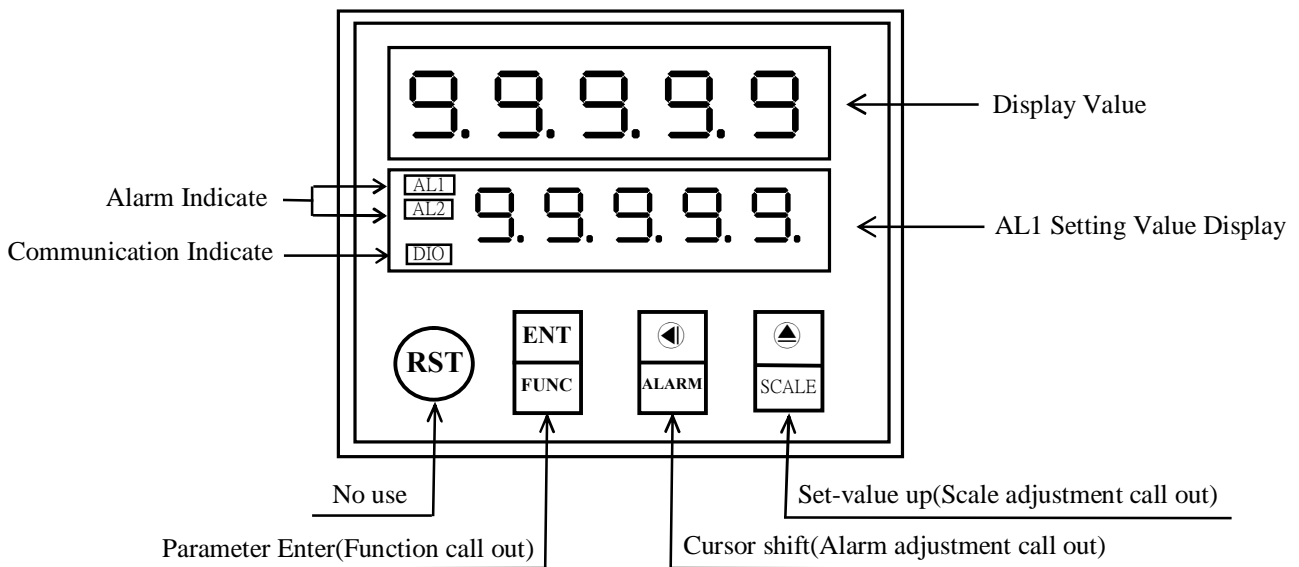 9.9.9.9.9
Display Value
Alarm Indicate
AL1
AL2
9.9.9.9.9.
AL1 Setting Value Display
Communication Indicate
DIO
RST
ENT
FUNC
ALARM
SCALE
No use
Set-value up(Scale adjustment call out)
Parameter Enter(Function call out)
Cursor shift(Alarm adjustment call out)